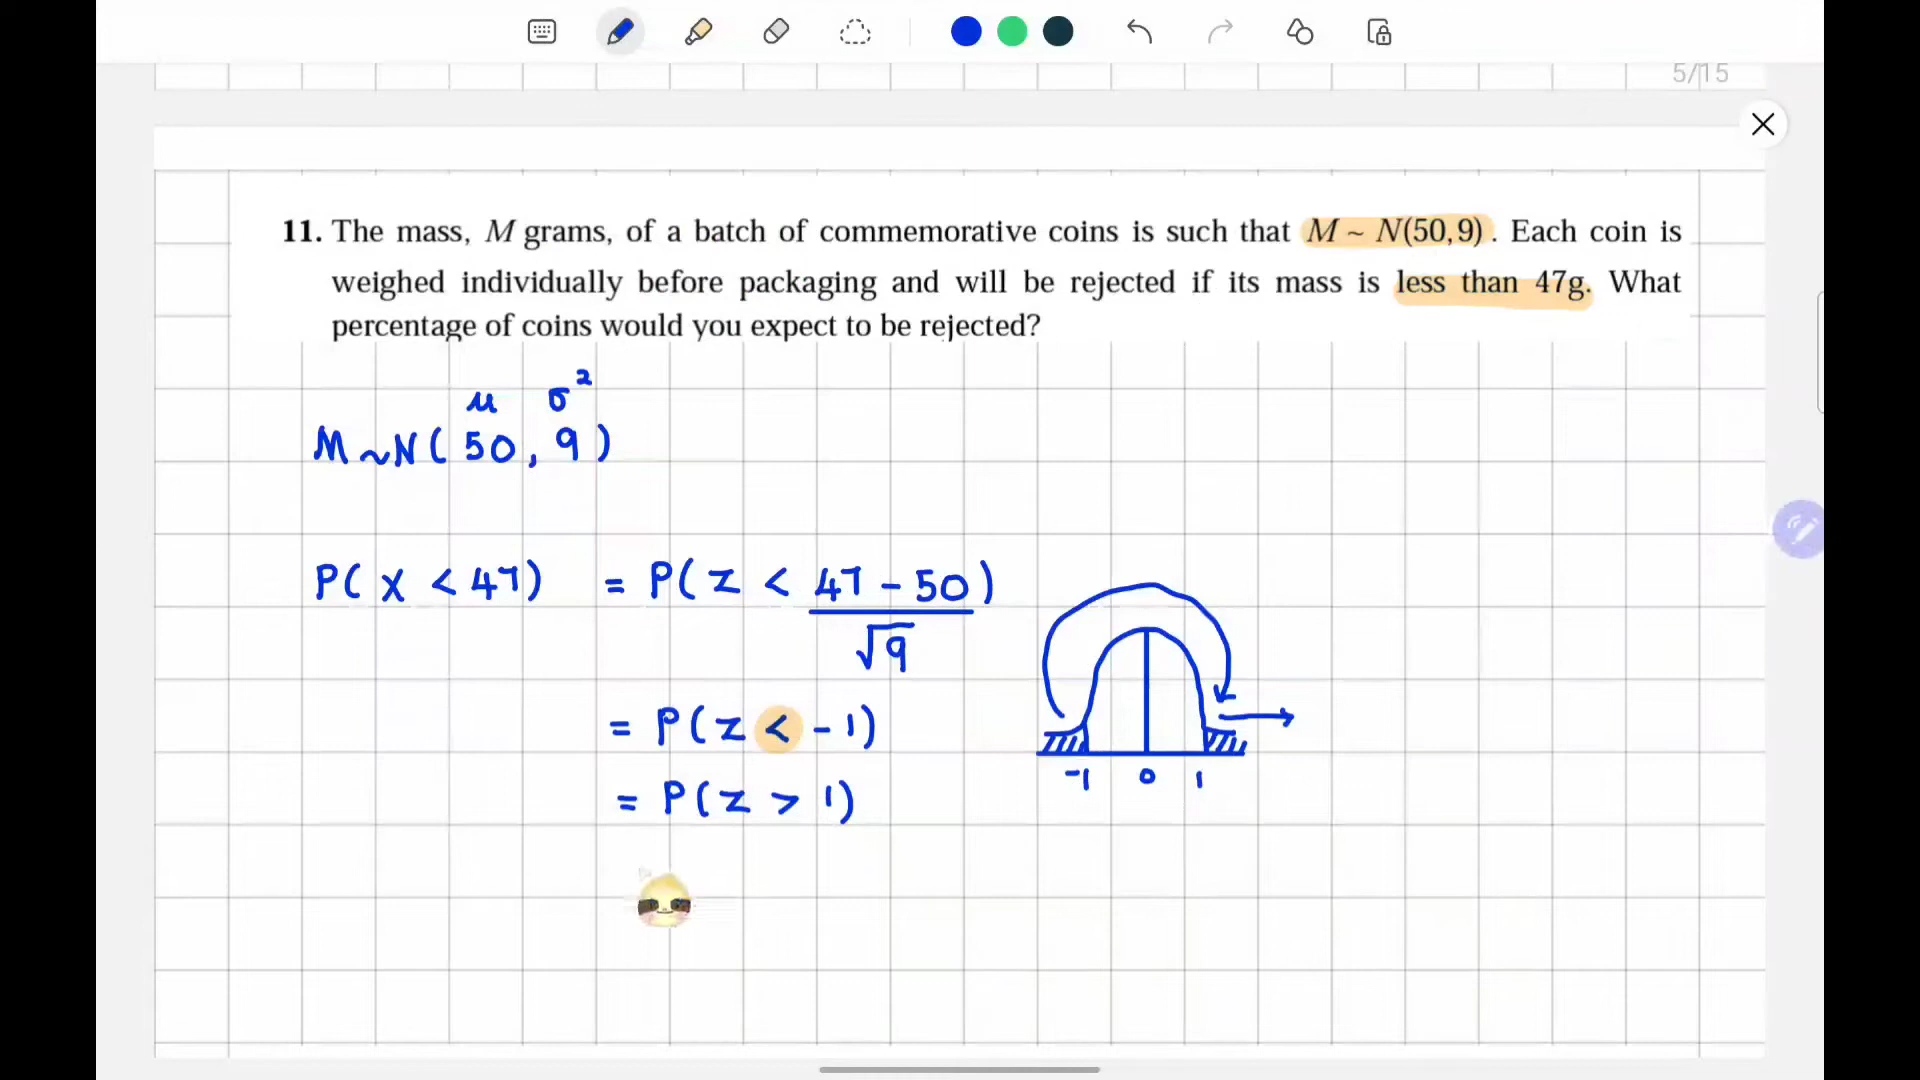 5/15
11. The mass, M grams, of a batch of commemorative coins is such that M ~ N(50,9). Each coin is
weighed individually before packaging and will be rejected if its mass is less than 47g. What
percentage of coins would you expect to be rejected?
μ σ²
M~N(50, 9)
P(X < 47) = P(Z < 47 - 50)
√9
= P(Z < -1)
-1 0 1
= P(Z > 1)